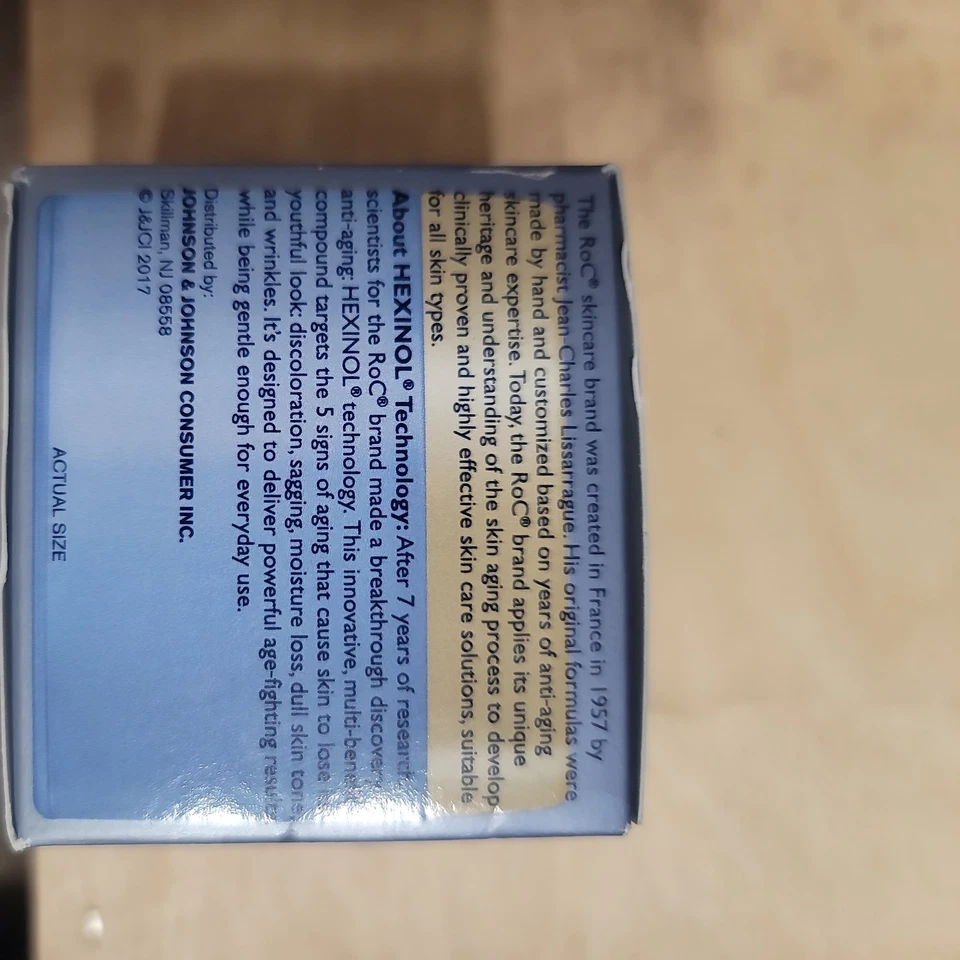 The RoC® skincare brand was created in France in 1957 by
pharmacist Jean Charles Lissarrague. His original formulas were
made by hand and customized based on years of anti-aging
skincare expertise. Today, the RoC® brand applies its unique
heritage and understanding of the skin aging process to develop
clinically proven and highly effective skin care solutions, suitable
for all skin types.
About HEXINOL® Technology: After 7 years of research
scientists for the RoC® brand made a breakthrough discovery
anti-aging: HEXINOL® technology. This innovative, multi-bene
compound targets the 5 signs of aging that cause skin to lose
youthful look: discoloration, sagging, moisture loss, dull skin tone
and wrinkles. It's designed to deliver powerful age-fighting results
while being gentle enough for everyday use.
Distributed by:
JOHNSON & JOHNSON CONSUMER INC.
Skillman, NJ 08558
© J&JCI 2017
ACTUAL SIZE